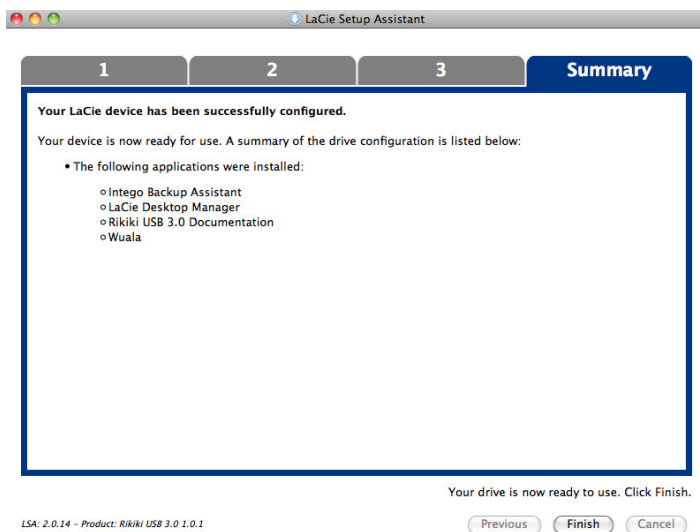 LaCie Setup Assistant
1 2 3 Summary
Your LaCie device has been successfully configured.
Your device is now ready for use. A summary of the drive configuration is listed below:
• The following applications were installed:
Intego Backup Assistant
LaCie Desktop Manager
Rikiki USB 3.0 Documentation
Wuala
Your drive is now ready to use. Click Finish.
LSA: 2.0.14 – Product: Rikiki USB 3.0 1.0.1
Previous Finish Cancel